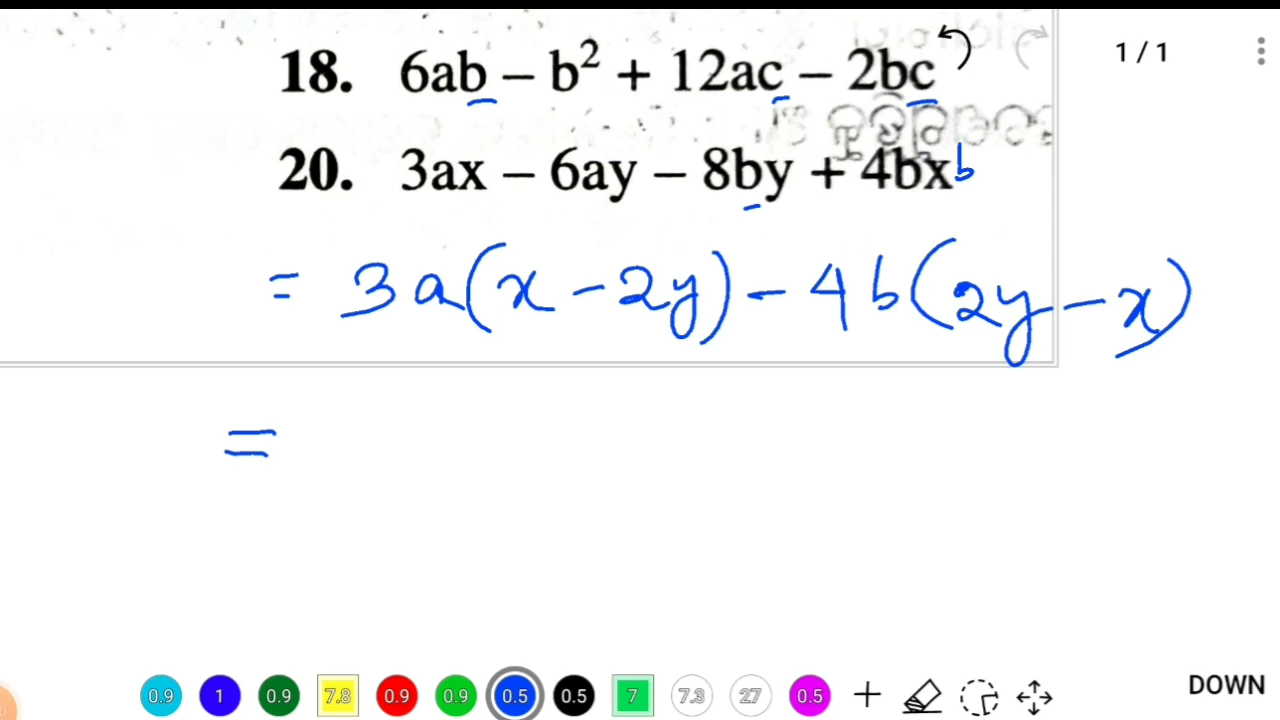 18. 6ab – b² + 12ac – 2bc
1/1
20. 3ax – 6ay – 8by + 4bx b
= 3a(x – 2y) – 4b(2y – x)
=
0.9 1 0.9 7.8 0.9 0.9 0.5 0.5 7 7.3 27 0.5 +
DOWN